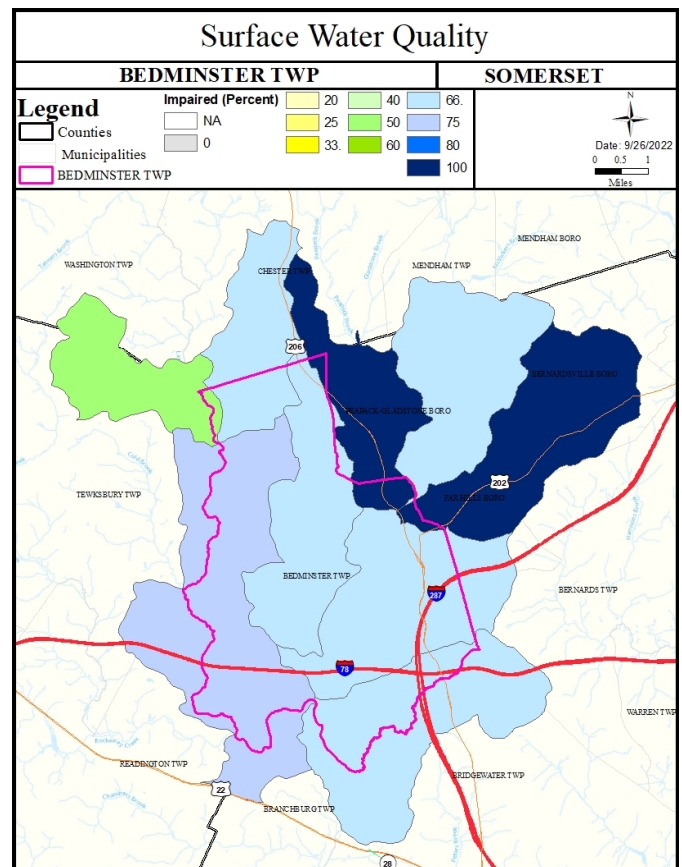 Surface Water Quality
BEDMINSTER TWP
SOMERSET
Legend
Counties
Municipalities
BEDMINSTER TWP
Impaired (Percent)
NA
0
20
25
33.
40
50
60
66.
75
80
100
N
Date: 9/26/2022
0 0.5 1
Miles
MENDHAM BORO
WASHINGTON TWP
CHESTER TWP
MENDHAM TWP
206
BERNARDSVILLE BORO
PEAPACK-GLADSTONE BORO
202
TEWKSBURY TWP
FAR HILLS BORO
BEDMINSTER TWP
287
BERNARDS TWP
78
WARREN TWP
READINGTON TWP
BRIDGEWATER TWP
22
BRANCHBURG TWP
28